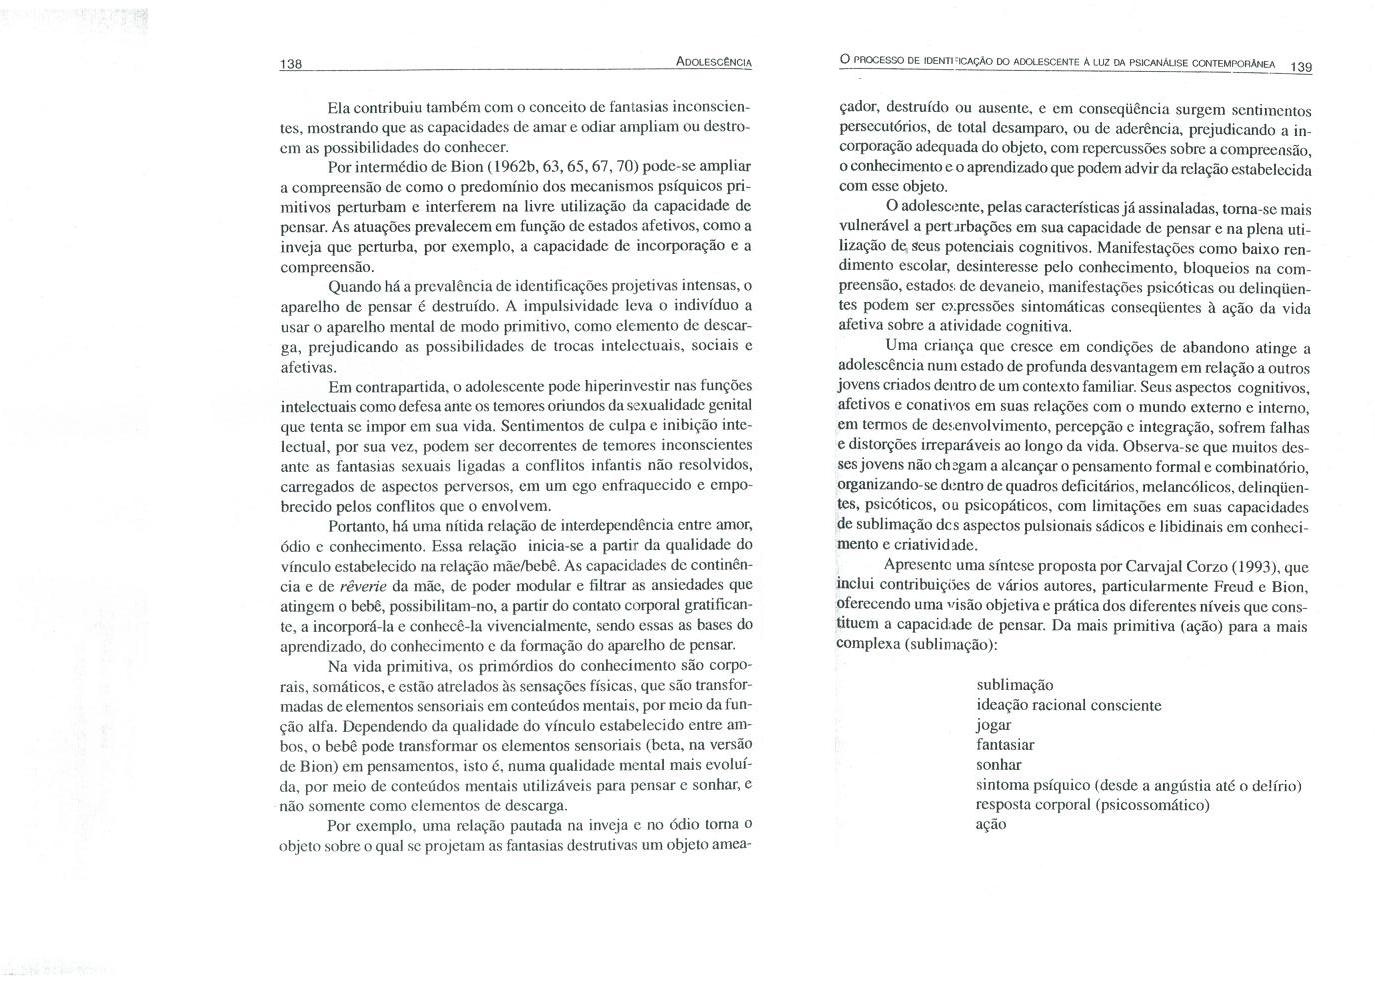 138 ADOLESCÊNCIA
Ela contribuiu também com o conceito de fantasias inconscien-
tes, mostrando que as capacidades de amar e odiar ampliam ou destro-
em as possibilidades do conhecer.
Por intermédio de Bion (1962b, 63, 65, 67, 70) pode-se ampliar
a compreensão de como o predomínio dos mecanismos psíquicos pri-
mitivos perturbam e interferem na livre utilização da capacidade de
pensar. As atuações prevalecem em função de estados afetivos, como a
inveja que perturba, por exemplo, a capacidade de incorporação e a
compreensão.
Quando há a prevalência de identificações projetivas intensas, o
aparelho de pensar é destruído. A impulsividade leva o indivíduo a
usar o aparelho mental de modo primitivo, como elemento de descar-
ga, prejudicando as possibilidades de trocas intelectuais, sociais e
afetivas.
Em contrapartida, o adolescente pode hiperinvestir nas funções
intelectuais como defesa ante os temores oriundos da sexualidade genital
que tenta se impor em sua vida. Sentimentos de culpa e inibição inte-
lectual, por sua vez, podem ser decorrentes de temores inconscientes
ante as fantasias sexuais ligadas a conflitos infantis não resolvidos,
carregados de aspectos perversos, em um ego enfraquecido e empo-
brecido pelos conflitos que o envolvem.
Portanto, há uma nítida relação de interdependência entre amor,
ódio e conhecimento. Essa relação inicia-se a partir da qualidade do
vínculo estabelecido na relação mãe/bebê. As capacidades de continên-
cia e de rêverie da mãe, de poder modular e filtrar as ansiedades que
atingem o bebê, possibilitam-no, a partir do contato corporal gratifican-
te, a incorporá-la e conhecê-la vivencialmente, sendo essas as bases do
aprendizado, do conhecimento e da formação do aparelho de pensar.
Na vida primitiva, os primórdios do conhecimento são corpo-
rais, somáticos, e estão atrelados às sensações físicas, que são transfor-
madas de elementos sensoriais em conteúdos mentais, por meio da fun-
ção alfa. Dependendo da qualidade do vínculo estabelecido entre am-
bos, o bebê pode transformar os elementos sensoriais (beta, na versão
de Bion) em pensamentos, isto é, numa qualidade mental mais evoluí-
da, por meio de conteúdos mentais utilizáveis para pensar e sonhar, e
não somente como elementos de descarga.
Por exemplo, uma relação pautada na inveja e no ódio torna o
objeto sobre o qual se projetam as fantasias destrutivas um objeto amea-
O PROCESSO DE IDENTIFICAÇÃO DO ADOLESCENTE À LUZ DA PSICANÁLISE CONTEMPORÂNEA 139
çador, destruído ou ausente, e em conseqüência surgem sentimentos
persecutórios, de total desamparo, ou de aderência, prejudicando a in-
corporação adequada do objeto, com repercussões sobre a compreensão,
o conhecimento e o aprendizado que podem advir da relação estabelecida
com esse objeto.
O adolescente, pelas características já assinaladas, torna-se mais
vulnerável a perturbações em sua capacidade de pensar e na plena uti-
lização de seus potenciais cognitivos. Manifestações como baixo ren-
dimento escolar, desinteresse pelo conhecimento, bloqueios na com-
preensão, estados de devaneio, manifestações psicóticas ou delinqüen-
tes podem ser expressões sintomáticas conseqüentes à ação da vida
afetiva sobre a atividade cognitiva.
Uma criança que cresce em condições de abandono atinge a
adolescência num estado de profunda desvantagem em relação a outros
jovens criados dentro de um contexto familiar. Seus aspectos cognitivos,
afetivos e conativos em suas relações com o mundo externo e interno,
em termos de desenvolvimento, percepção e integração, sofrem falhas
e distorções irreparáveis ao longo da vida. Observa-se que muitos des-
ses jovens não chegam a alcançar o pensamento formal e combinatório,
organizando-se dentro de quadros deficitários, melancólicos, delinqüen-
tes, psicóticos, ou psicopáticos, com limitações em suas capacidades
de sublimação dos aspectos pulsionais sádicos e libidinais em conheci-
mento e criatividade.
Apresento uma síntese proposta por Carvajal Corzo (1993), que
inclui contribuições de vários autores, particularmente Freud e Bion,
oferecendo uma visão objetiva e prática dos diferentes níveis que cons-
tituem a capacidade de pensar. Da mais primitiva (ação) para a mais
complexa (sublimação):
sublimação
ideação racional consciente
jogar
fantasiar
sonhar
sintoma psíquico (desde a angústia até o delírio)
resposta corporal (psicossomático)
ação